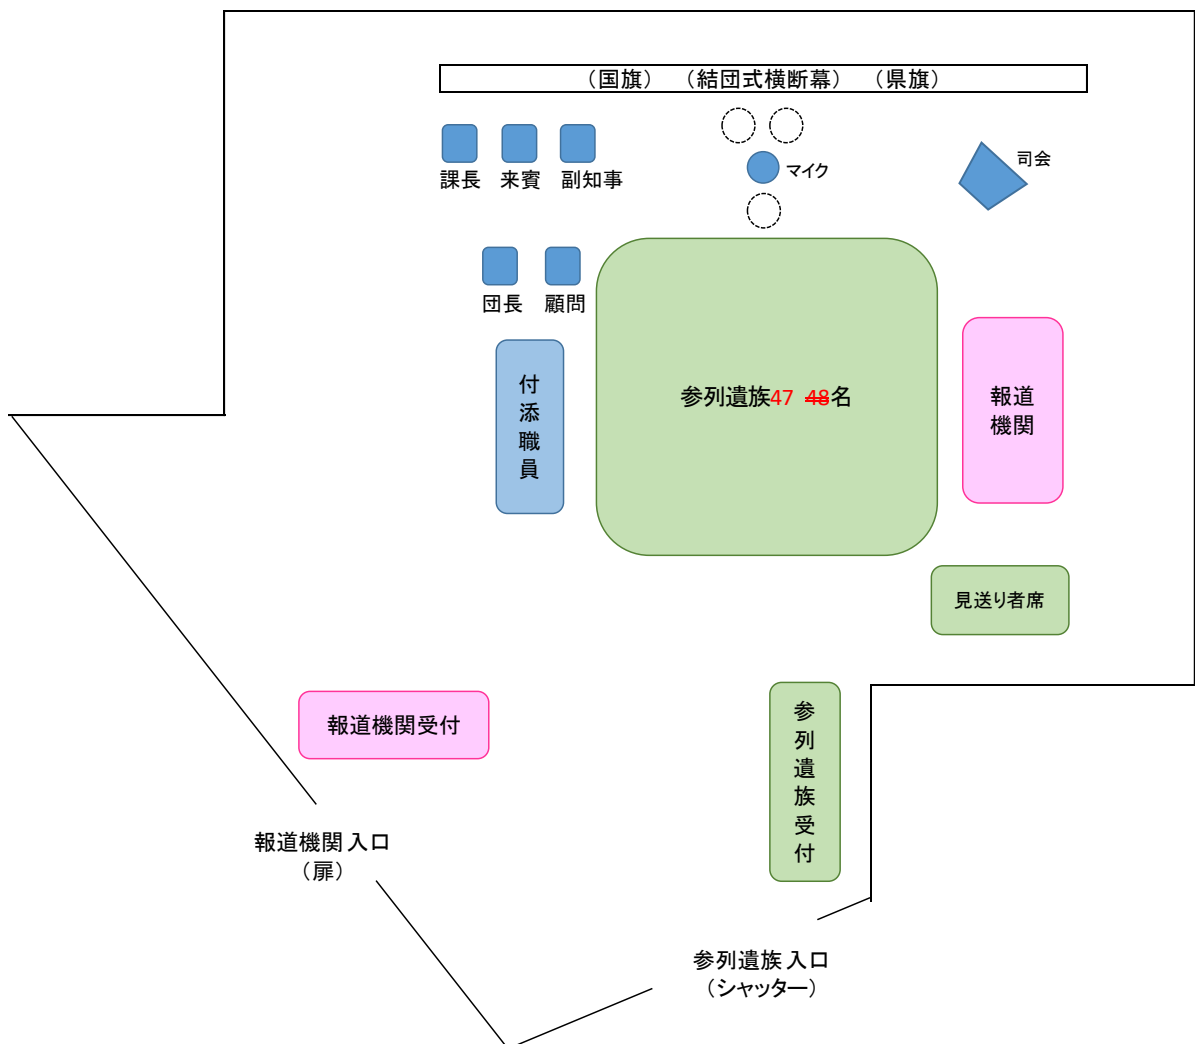 （国旗）　（結団式横断幕）　（県旗）
マイク
司会
課長　来賓　副知事
団長　顧問
付添職員
参列遺族47 48名
報道
機関
見送り者席
報道機関受付
参列遺族受付
報道機関入口
（扉）
参列遺族入口
（シャッター）